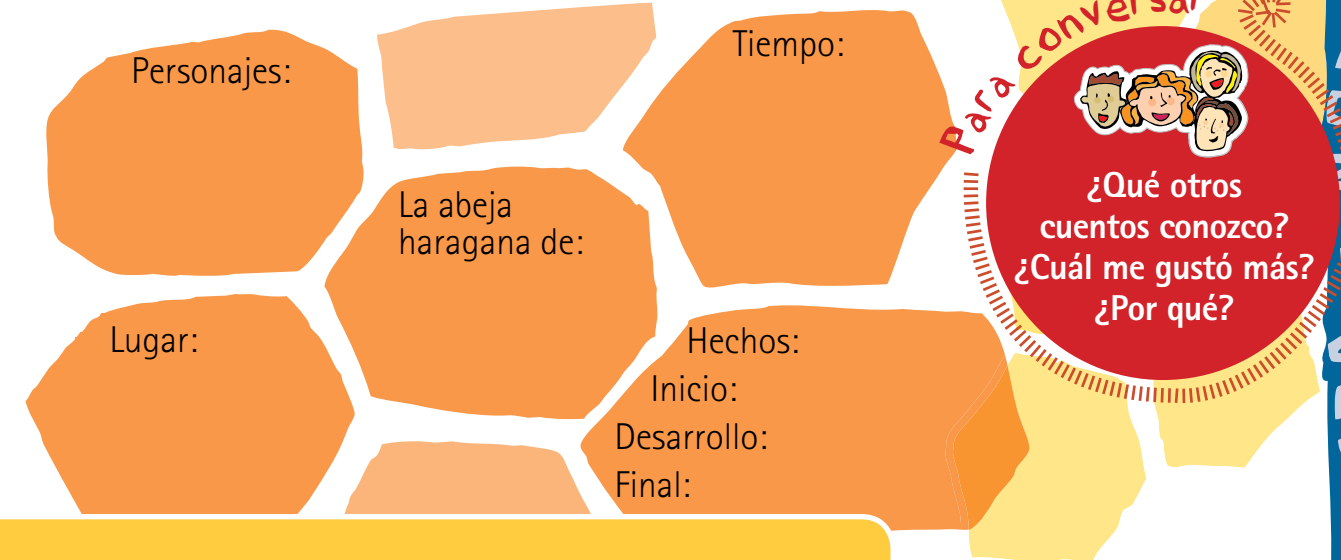 Personajes:
Tiempo:
La abeja
haragana de:
Lugar:
Hechos:
Inicio:
Desarrollo:
Final:
Para conversar
¿Qué otros
cuentos conozco?
¿Cuál me gustó más?
¿Por qué?